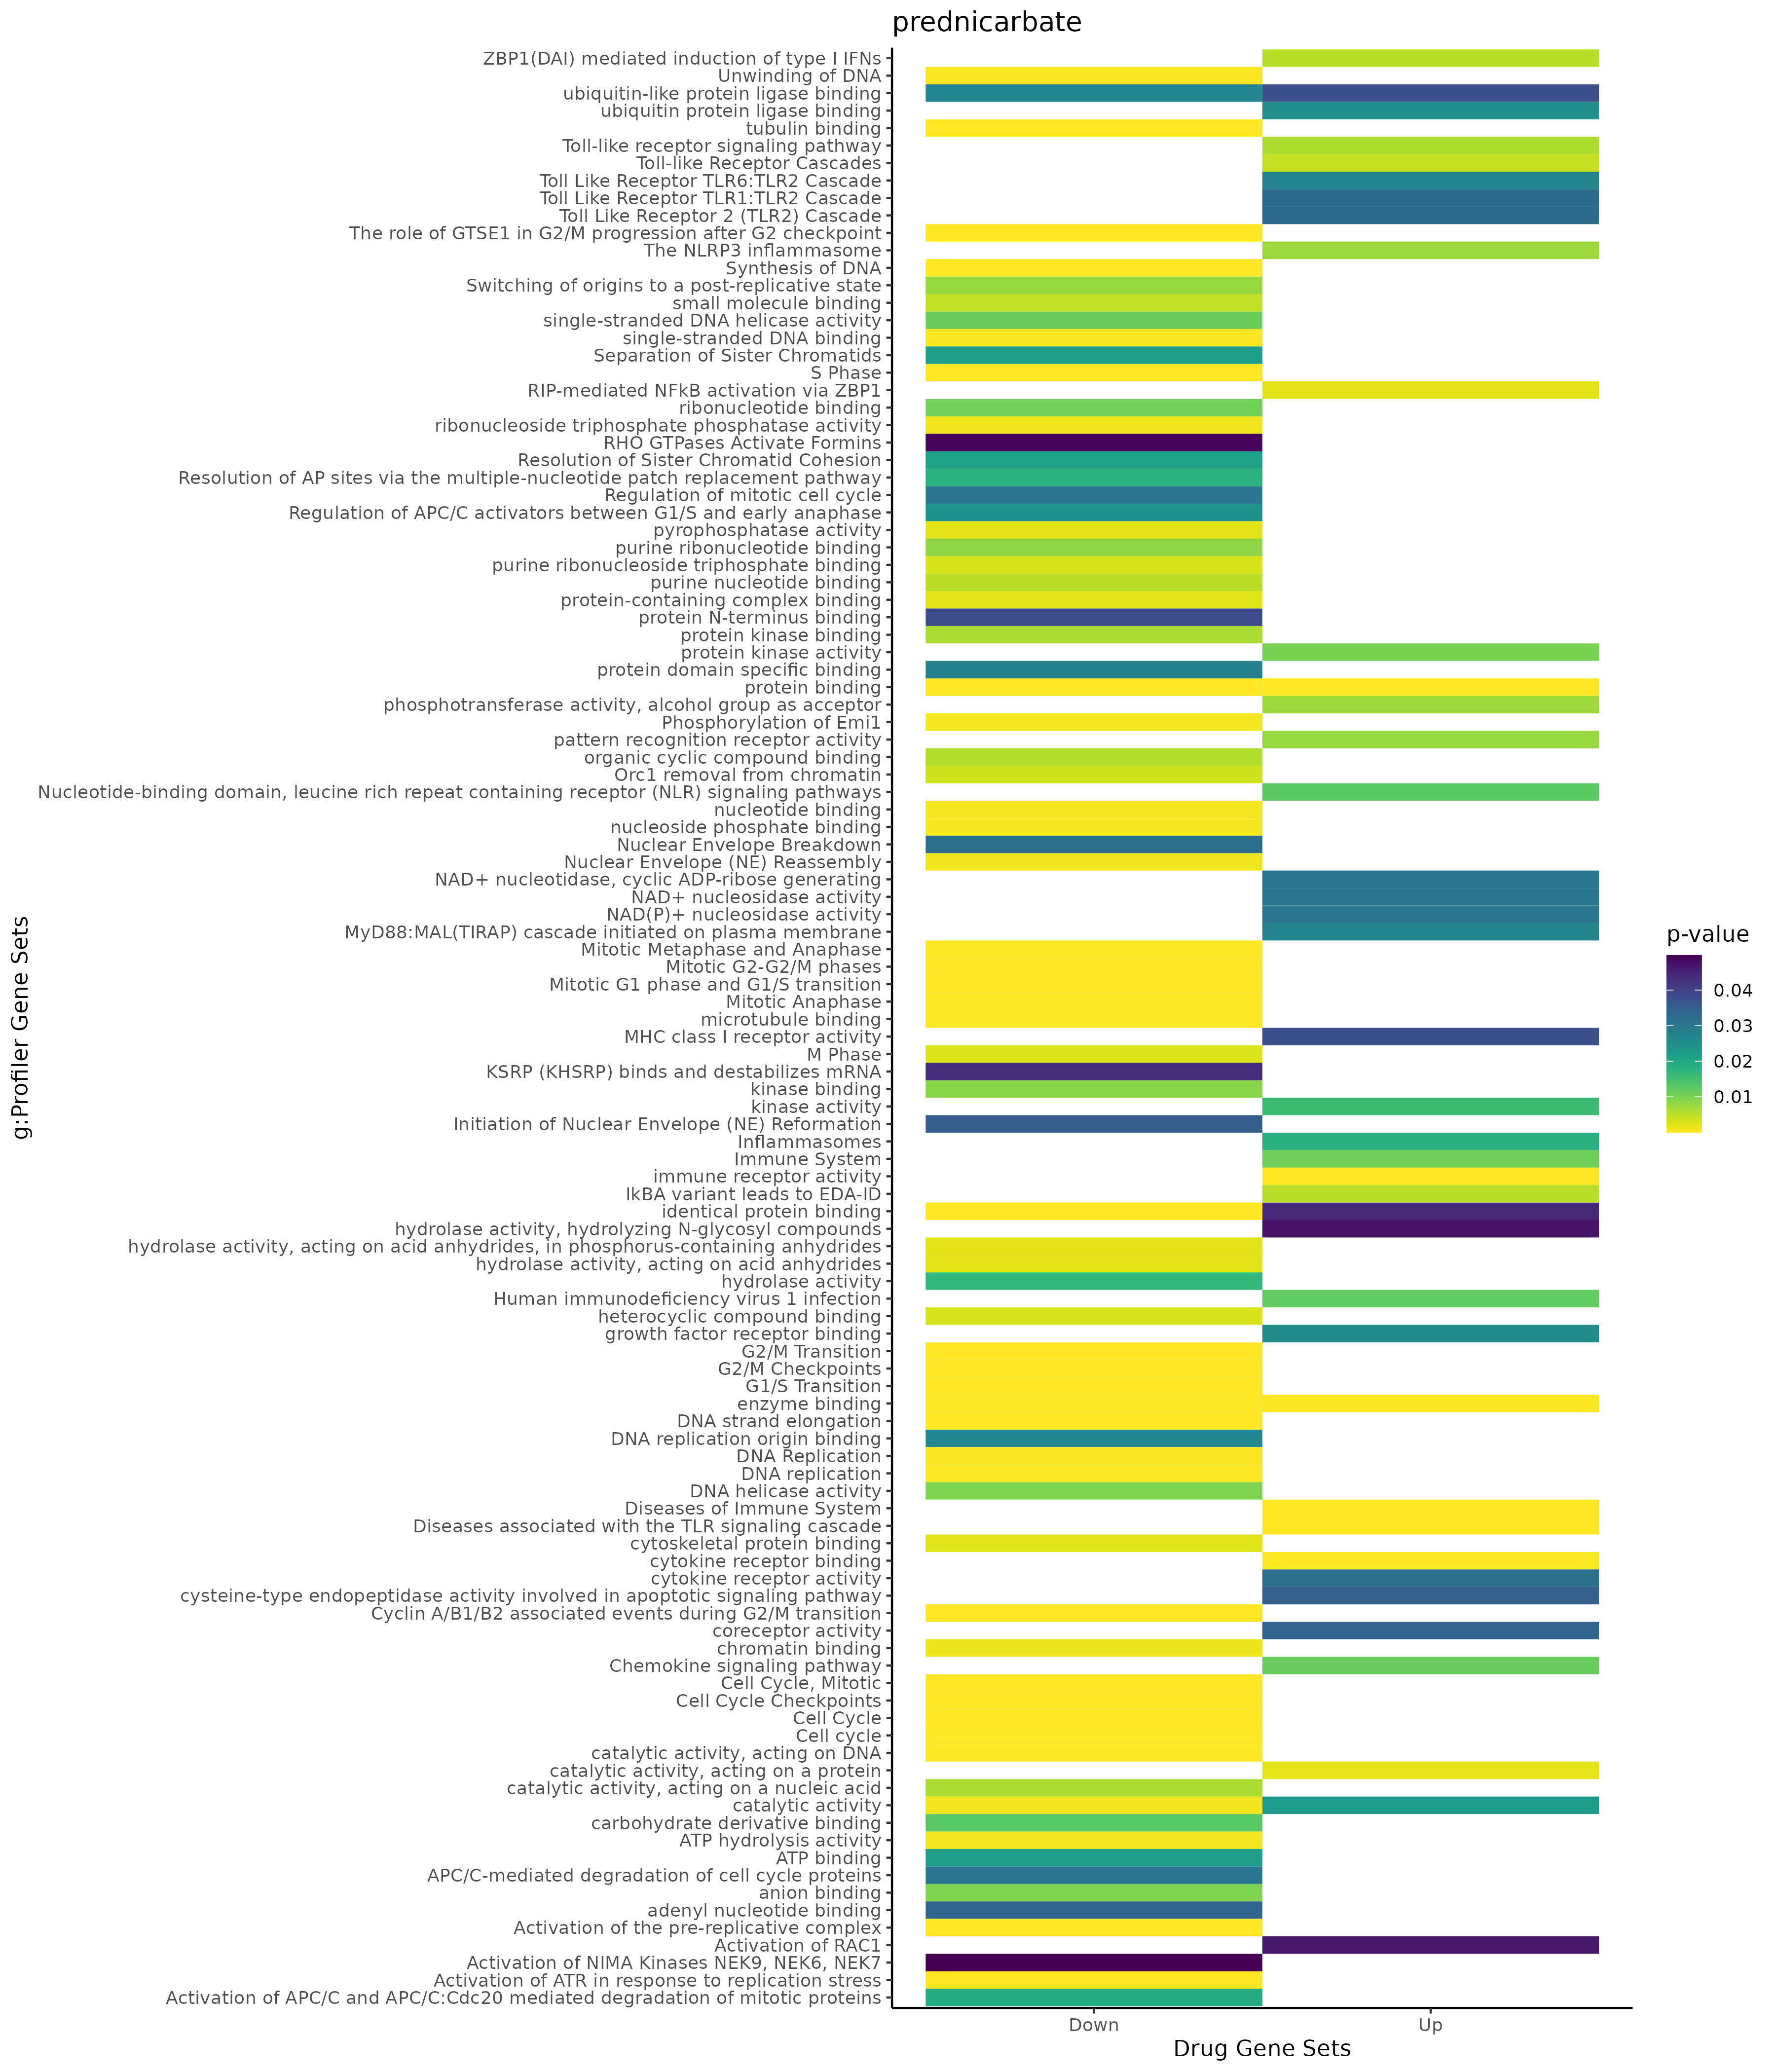 prednicarbate
ZBP1(DAI) mediated induction of type I IFNs
Unwinding of DNA
ubiquitin-like protein ligase binding
ubiquitin protein ligase binding
tubulin binding
Toll-like receptor signaling pathway
Toll-like Receptor Cascades
Toll Like Receptor TLR6:TLR2 Cascade
Toll Like Receptor TLR1:TLR2 Cascade
Toll Like Receptor 2 (TLR2) Cascade
The role of GTSE1 in G2/M progression after G2 checkpoint
The NLRP3 inflammasome
Synthesis of DNA
Switching of origins to a post-replicative state
small molecule binding
single-stranded DNA helicase activity
single-stranded DNA binding
Separation of Sister Chromatids
S Phase
RIP-mediated NFkB activation via ZBP1
ribonucleotide binding
ribonucleoside triphosphate phosphatase activity
RHO GTPases Activate Formins
Resolution of Sister Chromatid Cohesion
Resolution of AP sites via the multiple-nucleotide patch replacement pathway
Regulation of mitotic cell cycle
Regulation of APC/C activators between G1/S and early anaphase
pyrophosphatase activity
purine ribonucleotide binding
purine ribonucleoside triphosphate binding
purine nucleotide binding
protein-containing complex binding
protein N-terminus binding
protein kinase binding
protein kinase activity
protein domain specific binding
protein binding
phosphotransferase activity, alcohol group as acceptor
Phosphorylation of Emi1
pattern recognition receptor activity
organic cyclic compound binding
Orc1 removal from chromatin
Nucleotide-binding domain, leucine rich repeat containing receptor (NLR) signaling pathways
nucleotide binding
nucleoside phosphate binding
Nuclear Envelope Breakdown
Nuclear Envelope (NE) Reassembly
NAD+ nucleotidase, cyclic ADP-ribose generating
NAD+ nucleosidase activity
NAD(P)+ nucleosidase activity
MyD88:MAL(TIRAP) cascade initiated on plasma membrane
Mitotic Metaphase and Anaphase
Mitotic G2-G2/M phases
Mitotic G1 phase and G1/S transition
Mitotic Anaphase
microtubule binding
MHC class I receptor activity
M Phase
KSRP (KHSRP) binds and destabilizes mRNA
kinase binding
kinase activity
Initiation of Nuclear Envelope (NE) Reformation
Inflammasomes
Immune System
immune receptor activity
IkBA variant leads to EDA-ID
identical protein binding
hydrolase activity, hydrolyzing N-glycosyl compounds
hydrolase activity, acting on acid anhydrides, in phosphorus-containing anhydrides
hydrolase activity, acting on acid anhydrides
hydrolase activity
Human immunodeficiency virus 1 infection
heterocyclic compound binding
growth factor receptor binding
G2/M Transition
G2/M Checkpoints
G1/S Transition
enzyme binding
DNA strand elongation
DNA replication origin binding
DNA Replication
DNA replication
DNA helicase activity
Diseases of Immune System
Diseases associated with the TLR signaling cascade
cytoskeletal protein binding
cytokine receptor binding
cytokine receptor activity
cysteine-type endopeptidase activity involved in apoptotic signaling pathway
Cyclin A/B1/B2 associated events during G2/M transition
coreceptor activity
chromatin binding
Chemokine signaling pathway
Cell Cycle, Mitotic
Cell Cycle Checkpoints
Cell Cycle
Cell cycle
catalytic activity, acting on DNA
catalytic activity, acting on a protein
catalytic activity, acting on a nucleic acid
catalytic activity
carbohydrate derivative binding
ATP hydrolysis activity
ATP binding
APC/C-mediated degradation of cell cycle proteins
anion binding
adenyl nucleotide binding
Activation of the pre-replicative complex
Activation of RAC1
Activation of NIMA Kinases NEK9, NEK6, NEK7
Activation of ATR in response to replication stress
Activation of APC/C and APC/C:Cdc20 mediated degradation of mitotic proteins
g:Profiler Gene Sets
Down
Up
Drug Gene Sets
p-value
0.04
0.03
0.02
0.01